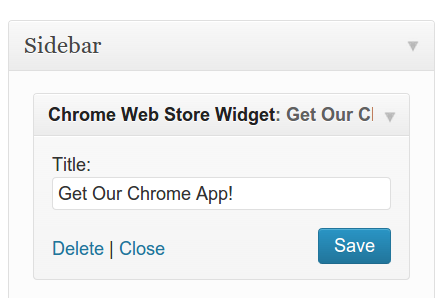 Sidebar
Chrome Web Store Widget: Get Our Cl
Title:
Get Our Chrome App!
Delete | Close
Save